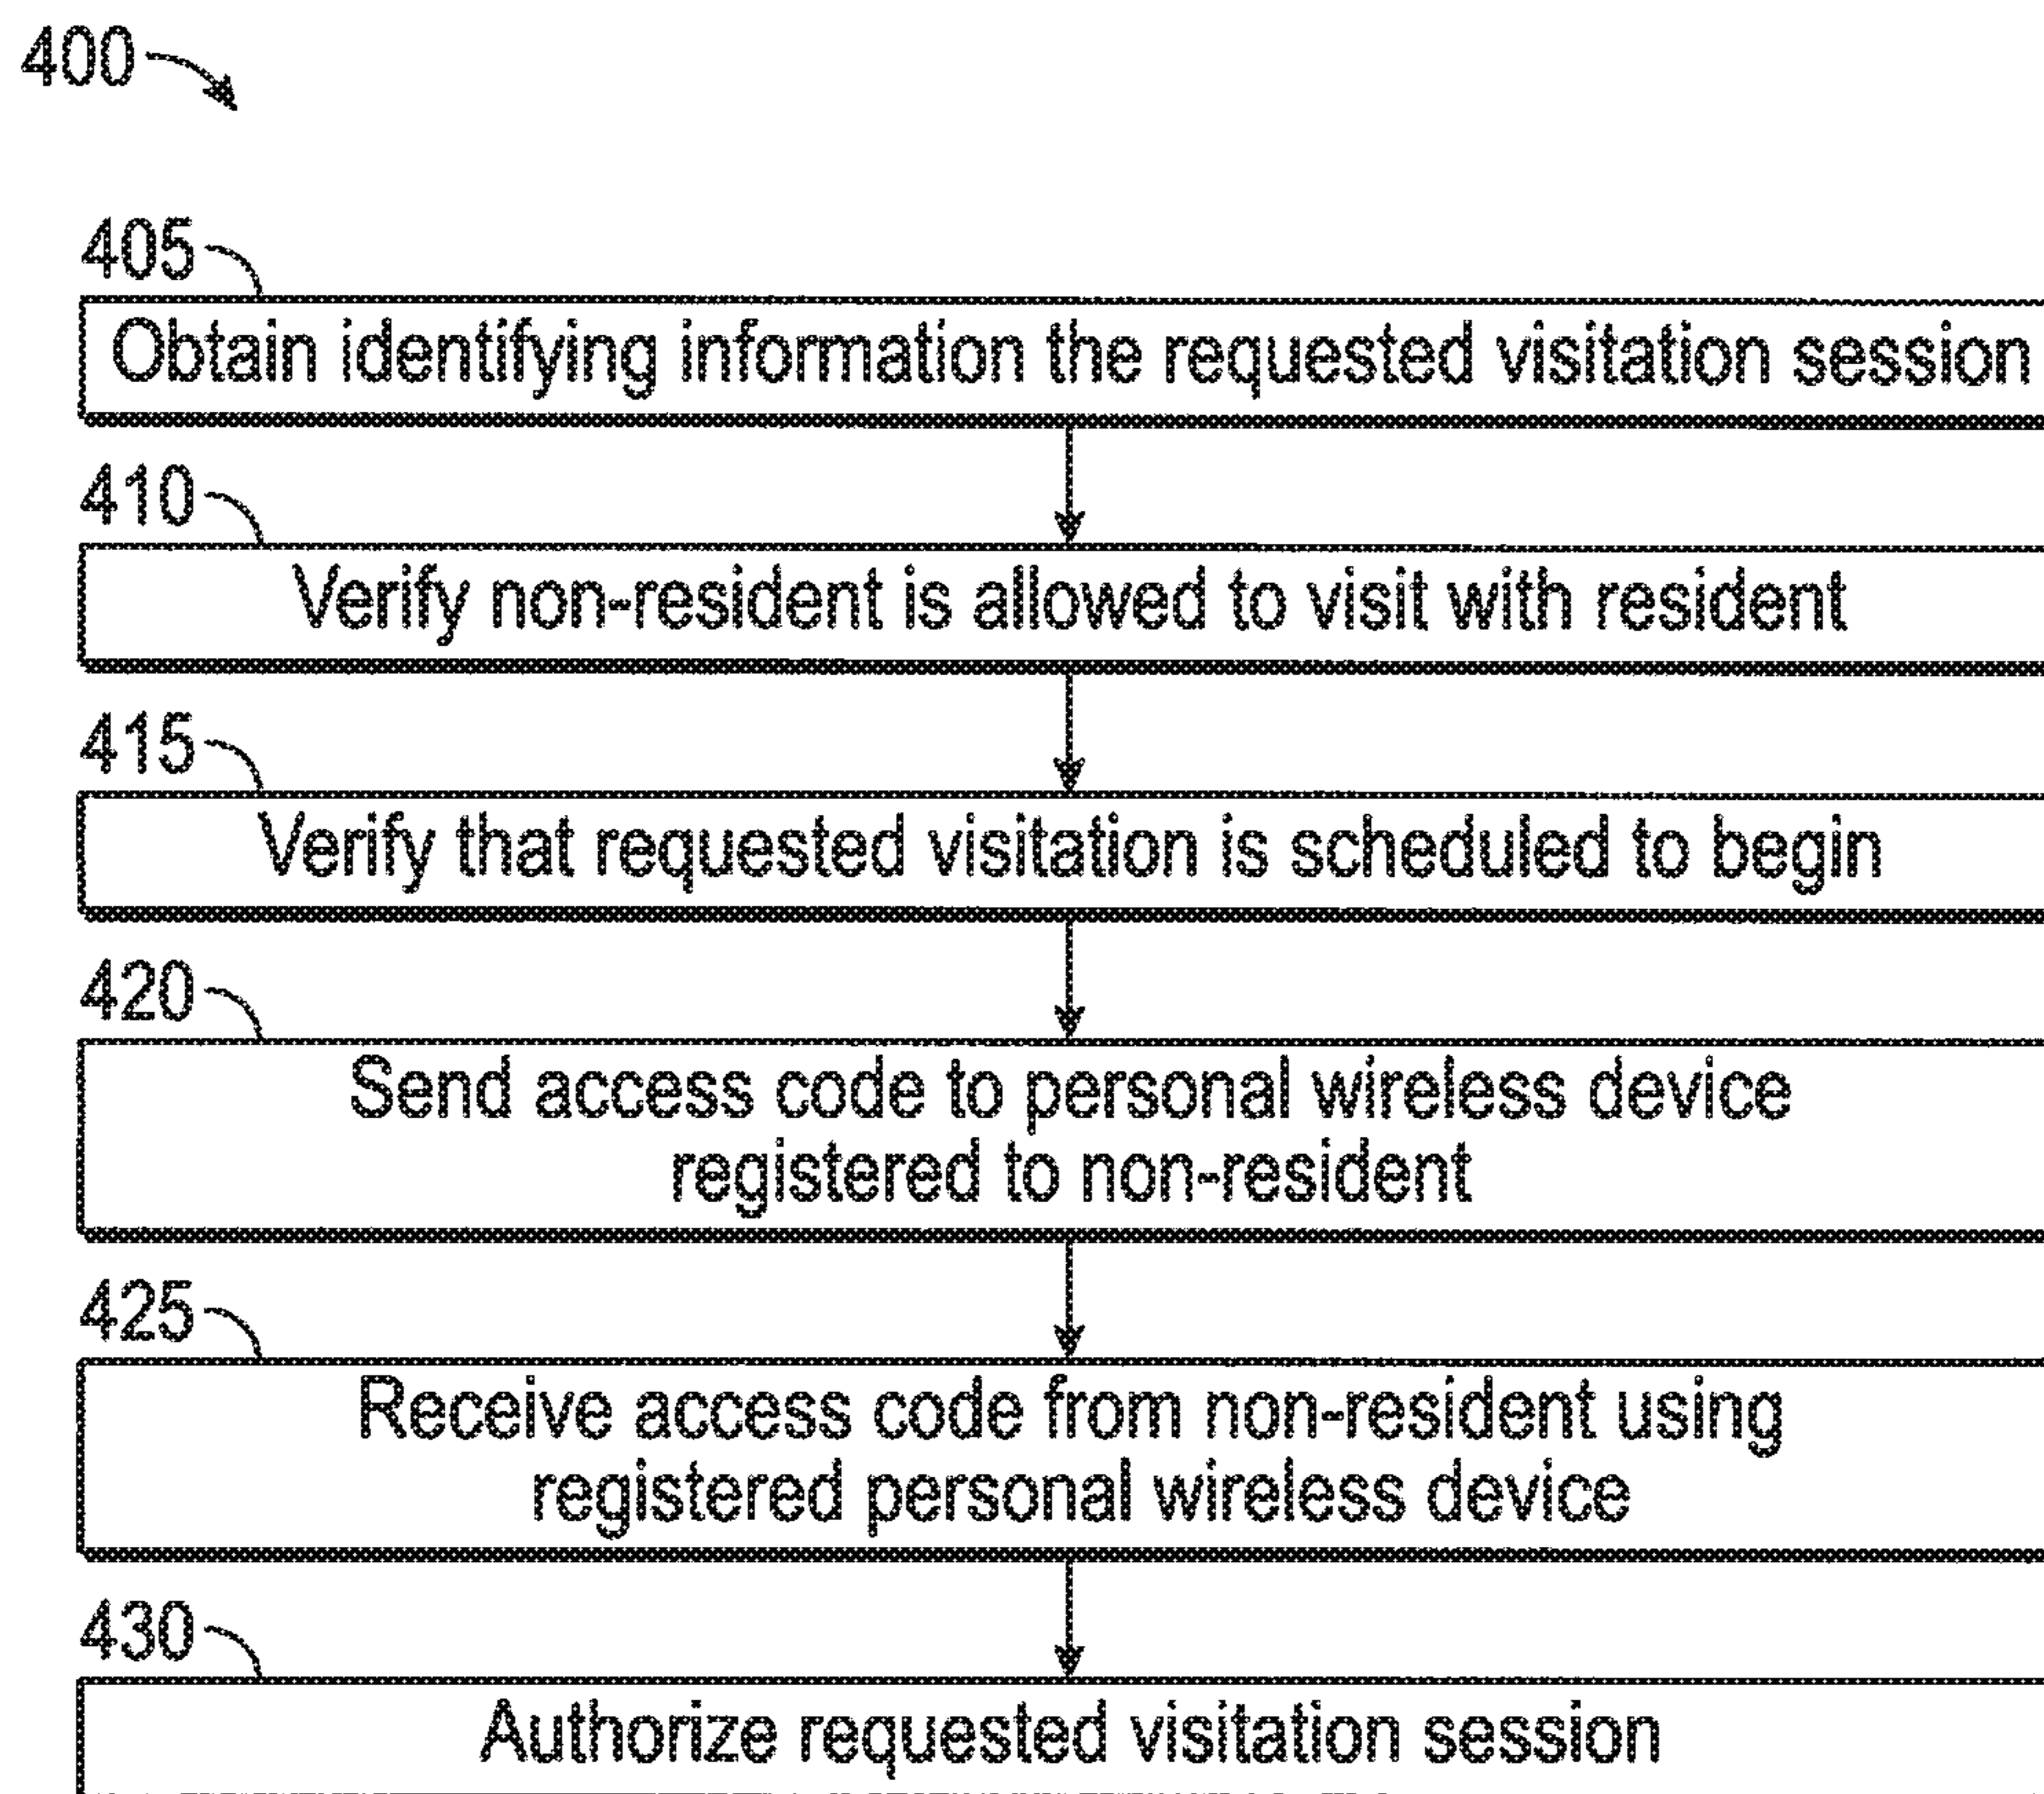 400
405
Obtain identifying information the requested visitation session
410
Verify non-resident is allowed to visit with resident
415
Verify that requested visitation is scheduled to begin
420
Send access code to personal wireless device
registered to non-resident
425
Receive access code from non-resident using
registered personal wireless device
430
Authorize requested visitation session